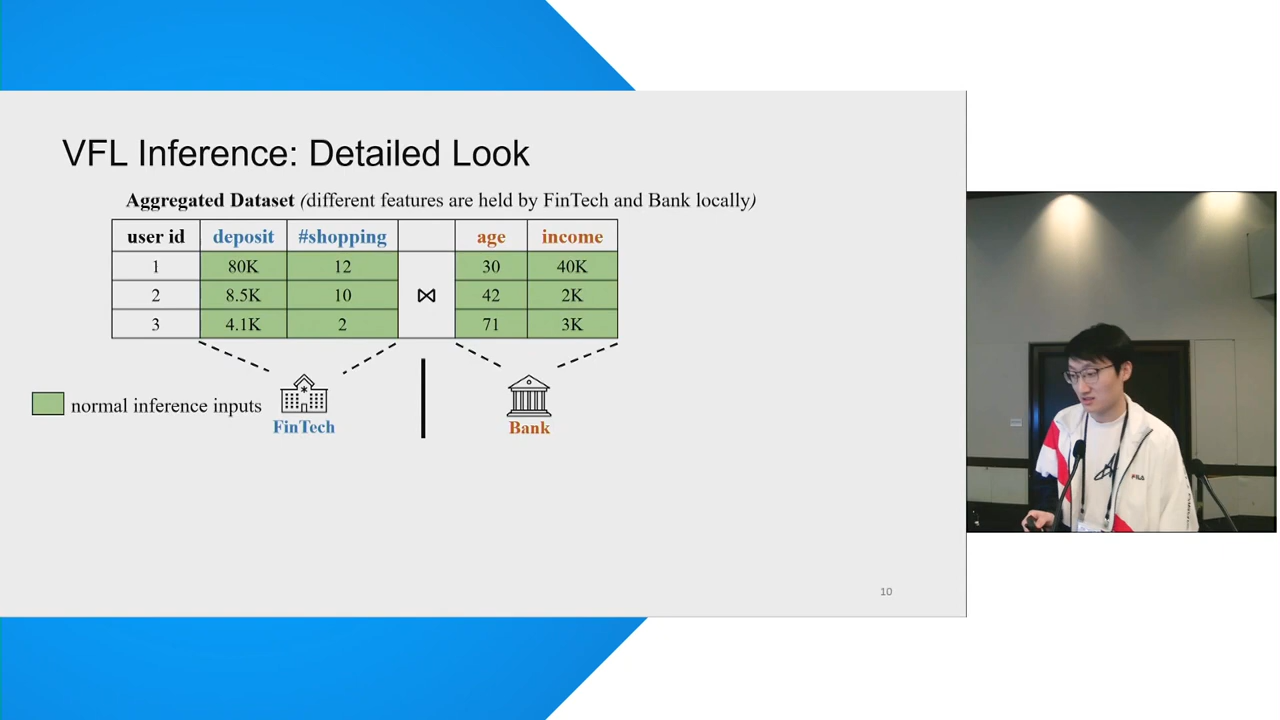 VFL Inference: Detailed Look
Aggregated Dataset (different features are held by FinTech and Bank locally)
user id deposit #shopping age income
1 80K 12 30 40K
2 8.5K 10 ⋈ 42 2K
3 4.1K 2 71 3K
normal inference inputs
FinTech
Bank
10
FILA